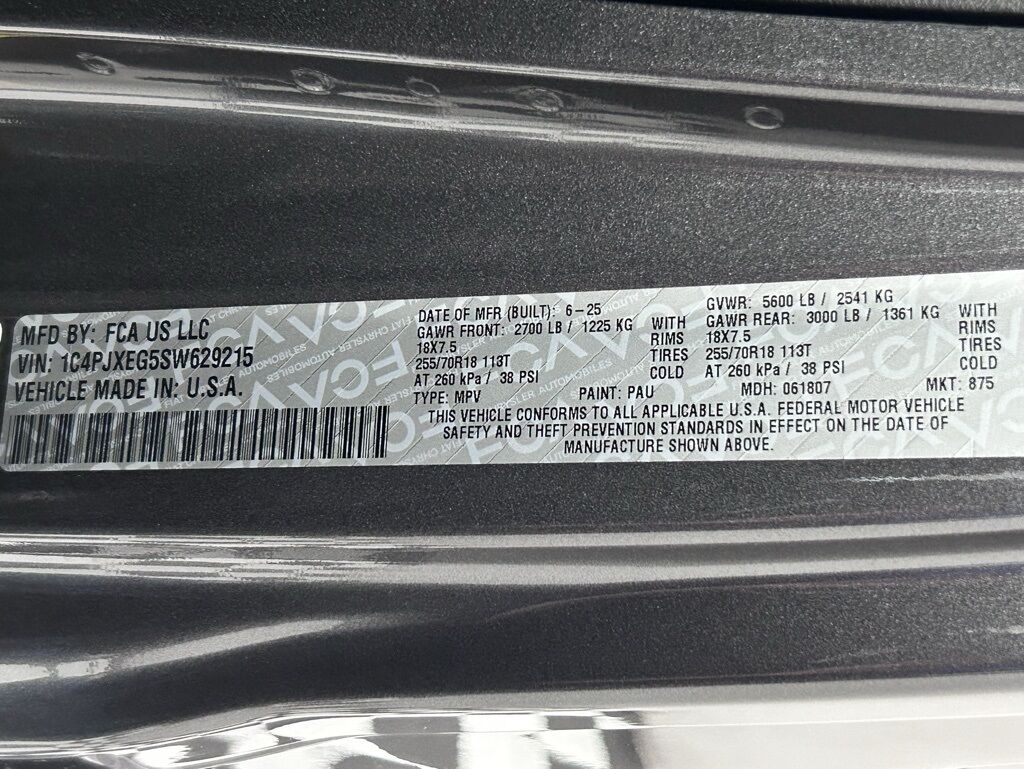 MFD BY: FCA US LLC
VIN: 1C4PJXEG5SW629215
VEHICLE MADE IN: U.S.A.
DATE OF MFR (BUILT): 6-25 GVWR: 5600 LB / 2541 KG
GAWR FRONT: 2700 LB / 1225 KG WITH GAWR REAR: 3000 LB / 1361 KG WITH
18X7.5 RIMS 18X7.5 RIMS
255/70R18 113T TIRES 255/70R18 113T TIRES
AT 260 kPa / 38 PSI COLD AT 260 kPa / 38 PSI COLD
TYPE: MPV PAINT: PAU MDH: 061807 MKT: 875
THIS VEHICLE CONFORMS TO ALL APPLICABLE U.S.A. FEDERAL MOTOR VEHICLE
SAFETY AND THEFT PREVENTION STANDARDS IN EFFECT ON THE DATE OF
MANUFACTURE SHOWN ABOVE.